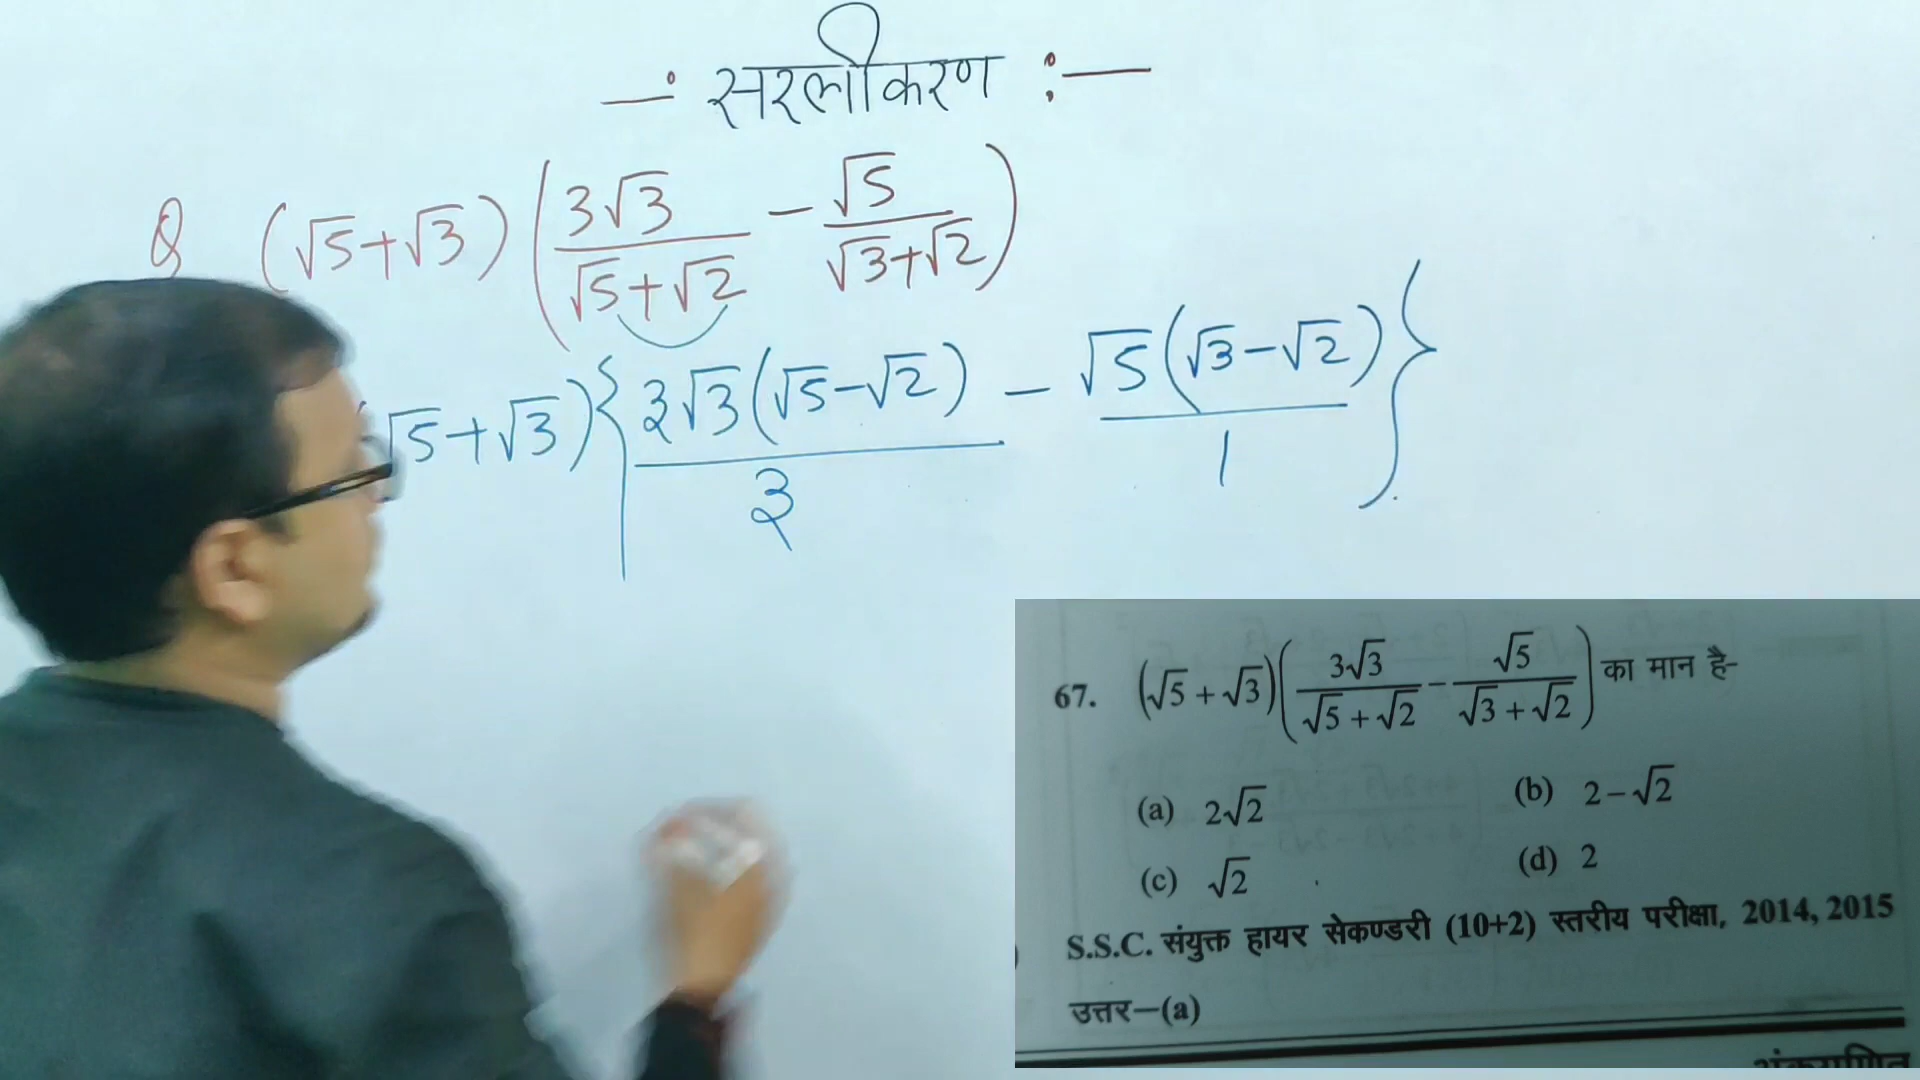 —: सरलीकरण :—
Q (√5+√3) (3√3/(√5+√2) - √5/(√3+√2))
√5+√3) {3√3(√5-√2)/3 - √5(√3-√2)/1}
67. (√5 + √3)(3√3/(√5 + √2) - √5/(√3 + √2)) का मान है-
(a) 2√2 (b) 2-√2
(c) √2 (d) 2
S.S.C. संयुक्त हायर सेकण्डरी (10+2) स्तरीय परीक्षा, 2014, 2015
उत्तर—(a)